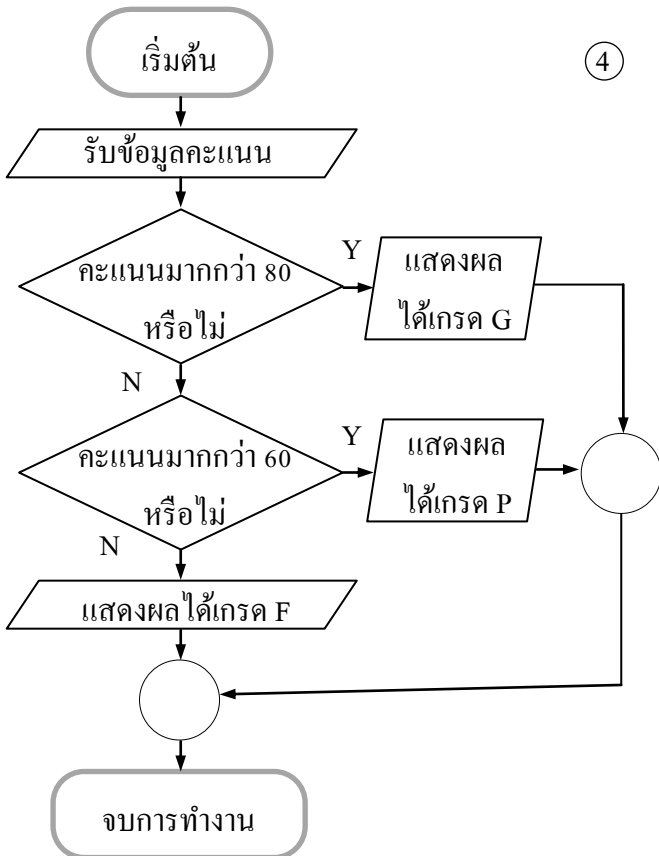 เริ่มต้น
4
รับข้อมูลคะแนน
คะแนนมากกว่า 80
หรือไม่
Y
แสดงผล
ได้เกรด G
N
คะแนนมากกว่า 60
หรือไม่
Y
แสดงผล
ได้เกรด P
N
แสดงผลได้เกรด F
จบการทำงาน